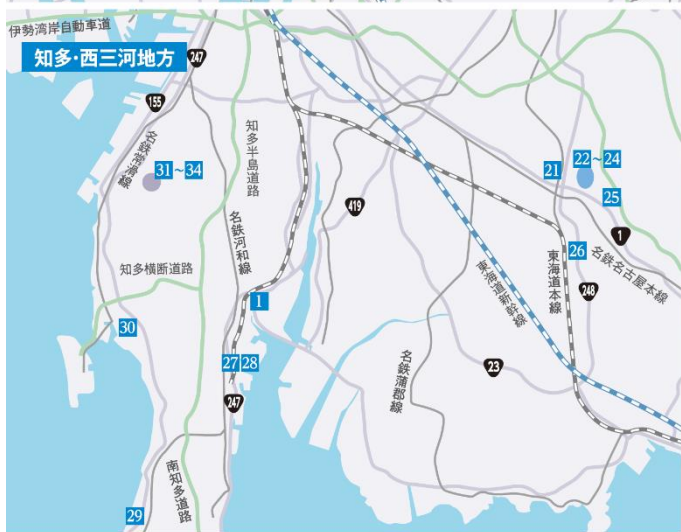 伊勢湾岸自動車道
知多・西三河地方
247
155
名鉄常滑線
31~34
知多半島道路
名鉄河和線
419
21
22~24
25
1
名鉄名古屋本線
26
東海道本線
248
東海道新幹線
知多横断道路
1
30
27
28
247
23
名鉄蒲郡線
南知多道路
29